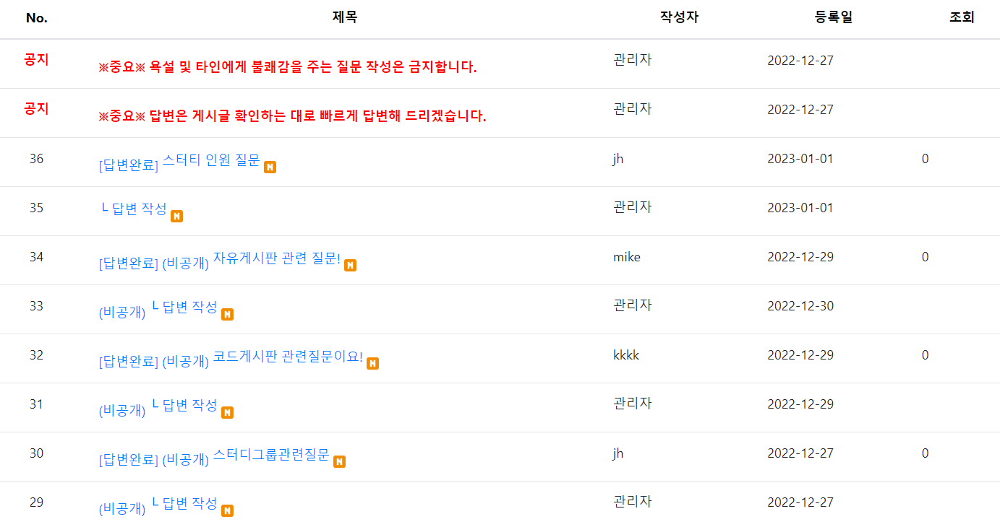 No. 제목 작성자 등록일 조회
공지 ※중요※ 욕설 및 타인에게 불쾌감을 주는 질문 작성은 금지합니다. 관리자 2022-12-27
공지 ※중요※ 답변은 게시글 확인하는 대로 빠르게 답변해 드리겠습니다. 관리자 2022-12-27
36 [답변완료] 스터티 인원 질문 N jh 2023-01-01 0
35 ┗ 답변 작성 N 관리자 2023-01-01
34 [답변완료] (비공개) 자유게시판 관련 질문! N mike 2022-12-29 0
33 (비공개) ┗ 답변 작성 N 관리자 2022-12-30
32 [답변완료] (비공개) 코드게시판 관련질문이요! N kkkk 2022-12-29 0
31 (비공개) ┗ 답변 작성 N 관리자 2022-12-29
30 [답변완료] (비공개) 스터디그룹관련질문 N jh 2022-12-27 0
29 (비공개) ┗ 답변 작성 N 관리자 2022-12-27